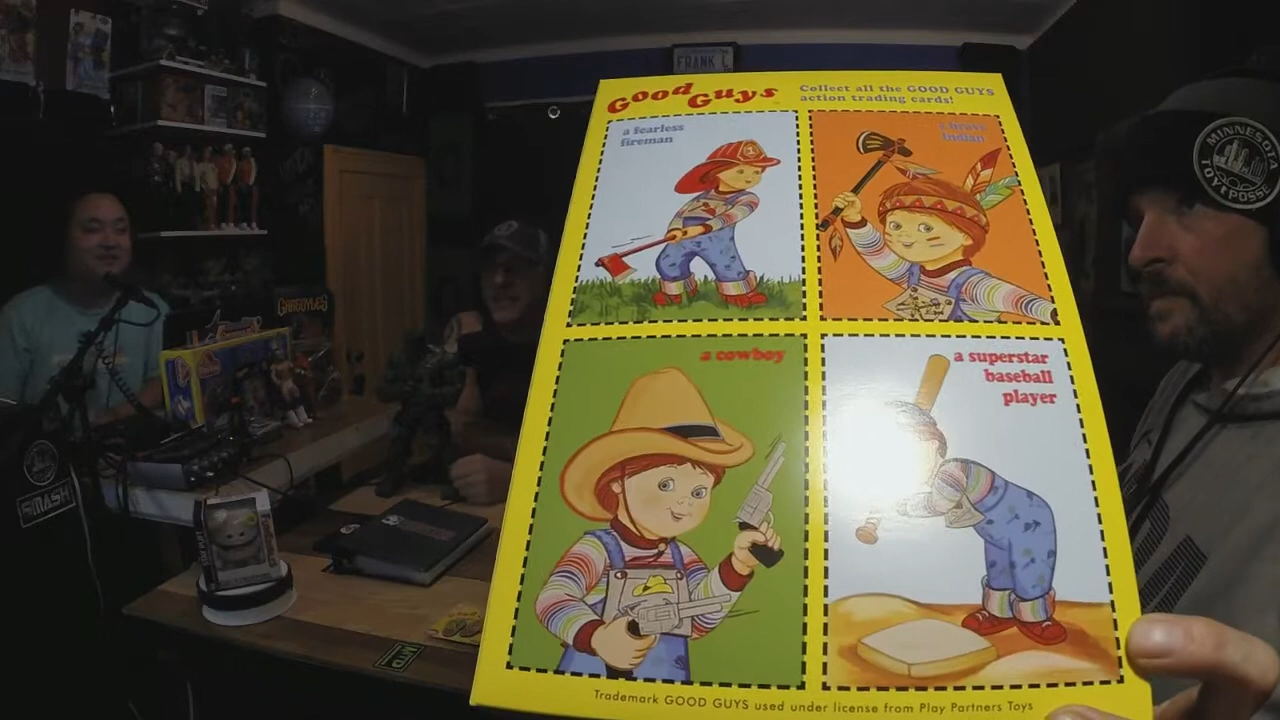 FRANK L
Good Guys
Collect all the GOOD GUYS
action trading cards!
a fearless
fireman
a brave
Indian
MINNESOTA
TOY POSSE
GARGOYLES
a cowboy
a superstar
baseball
player
SMASH
MTP
Trademark GOOD GUYS used under license from Play Partners Toys